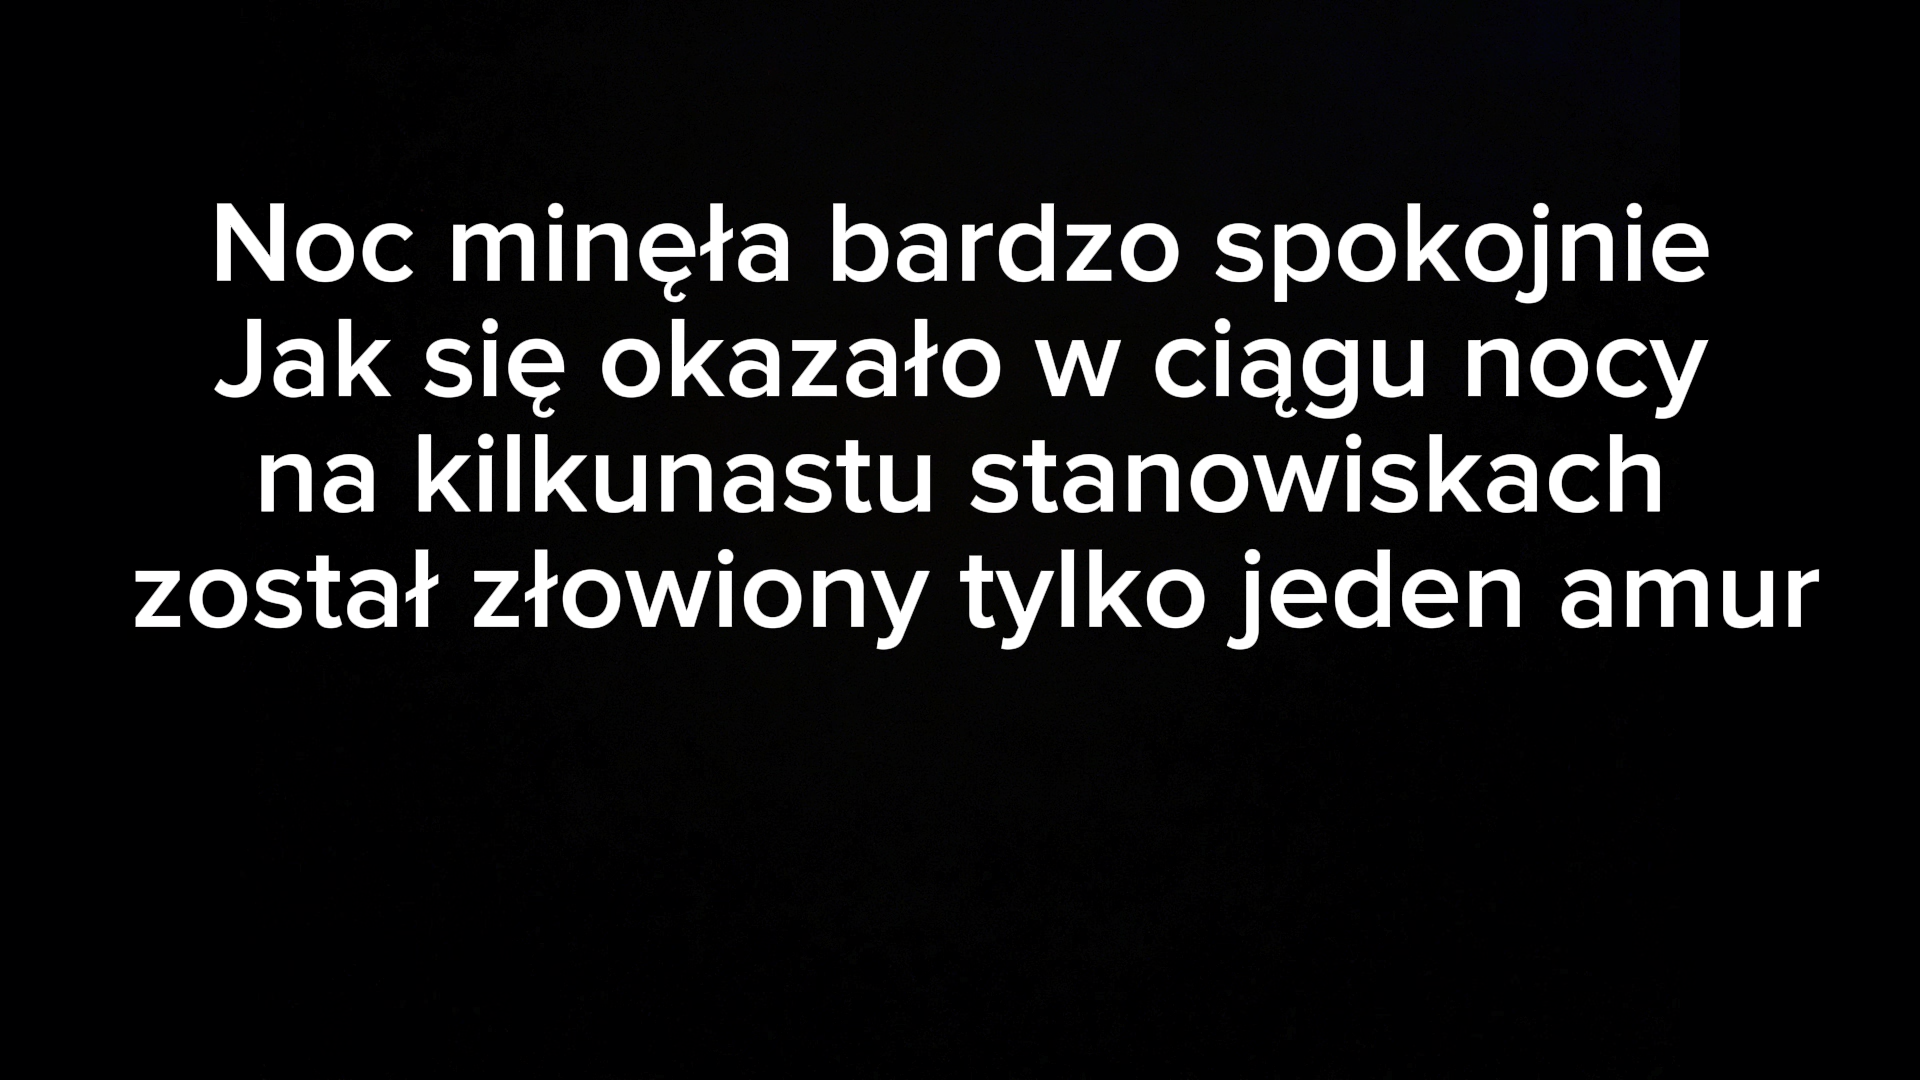 Noc minęła bardzo spokojnie
Jak się okazało w ciągu nocy
na kilkunastu stanowiskach
został złowiony tylko jeden amur